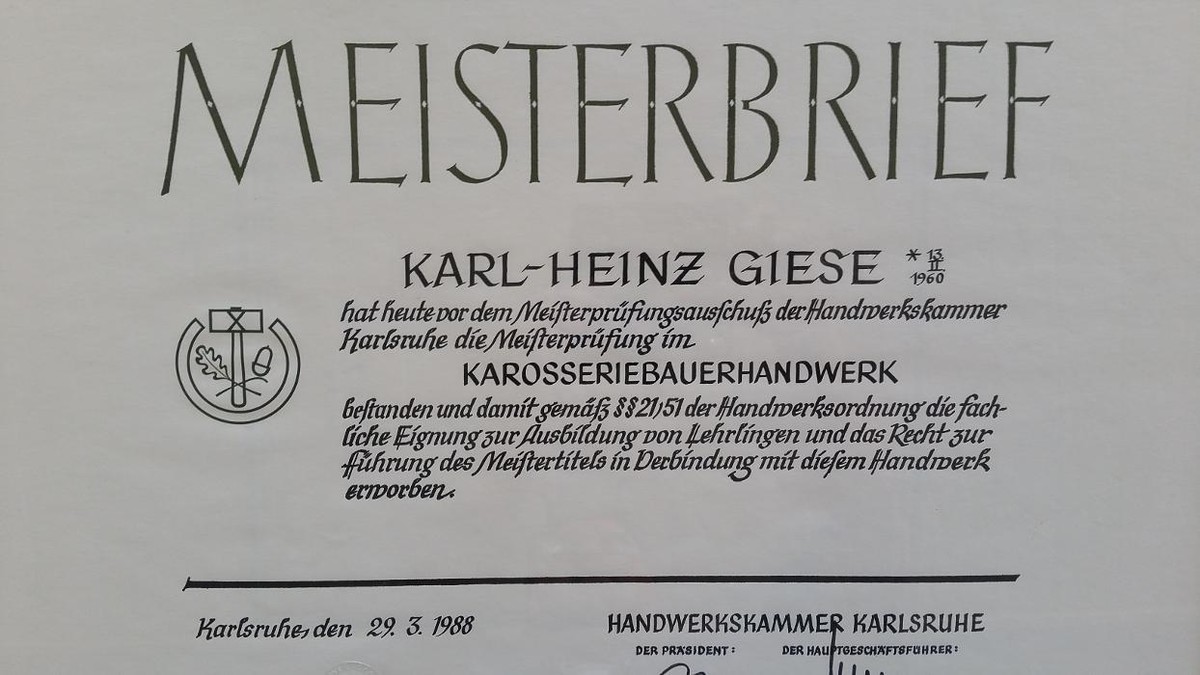 MEISTERBRIEF
KARL-HEINZ GIESE * 13 II 1960
hat heute vor dem Meiſterprüfungsausſchuß der Handwerkskammer
Karlsruhe die Meiſterprüfung im
KAROSSERIEBAUERHANDWERK
beſtanden und damit gemäß §§21,51 der Handwerksordnung die fach-
liche Eignung zur Ausbildung von Lehrlingen und das Recht zur
Führung des Meiſtertitels in Verbindung mit dieſem Handwerk
erworben.
Karlsruhe, den 29. 3. 1988
HANDWERKSKAMMER KARLSRUHE
DER PRÄSIDENT: DER HAUPTGESCHÄFTSFÜHRER: